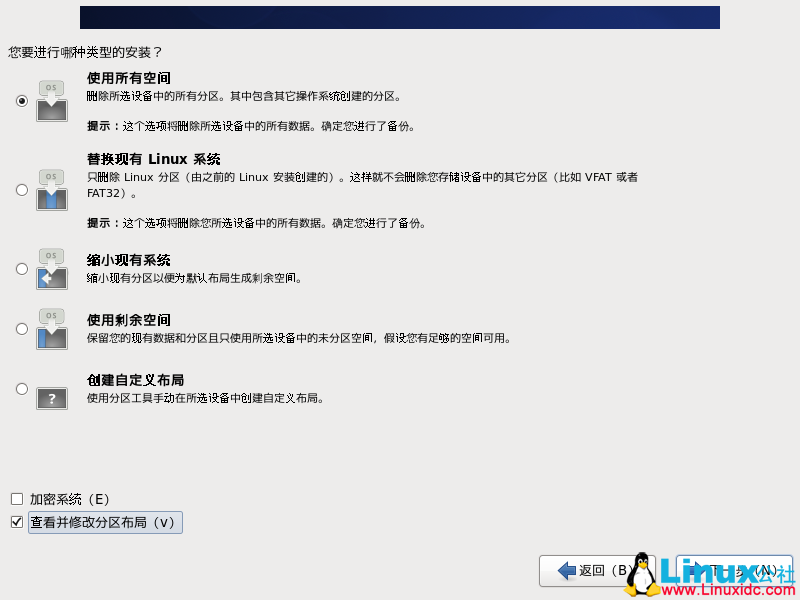 您要进行哪种类型的安装？
OS
使用所有空间
删除所选设备中的所有分区。其中包含其它操作系统创建的分区。
提示：这个选项将删除所选设备中的所有数据。确定您进行了备份。
OS
替换现有 Linux 系统
只删除 Linux 分区（由之前的 Linux 安装创建的）。这样就不会删除您存储设备中的其它分区（比如 VFAT 或者
FAT32）。
提示：这个选项将删除您所选设备中的所有数据。确定您进行了备份。
OS
缩小现有系统
缩小现有分区以便为默认布局生成剩余空间。
OS
使用剩余空间
保留您的现有数据和分区且只使用所选设备中的未分区空间，假设您有足够的空间可用。
?
创建自定义布局
使用分区工具手动在所选设备中创建自定义布局。
加密系统（E）
查看并修改分区布局（v）
返回（B）
下一步（N）
Linux公社
www.Linuxidc.com